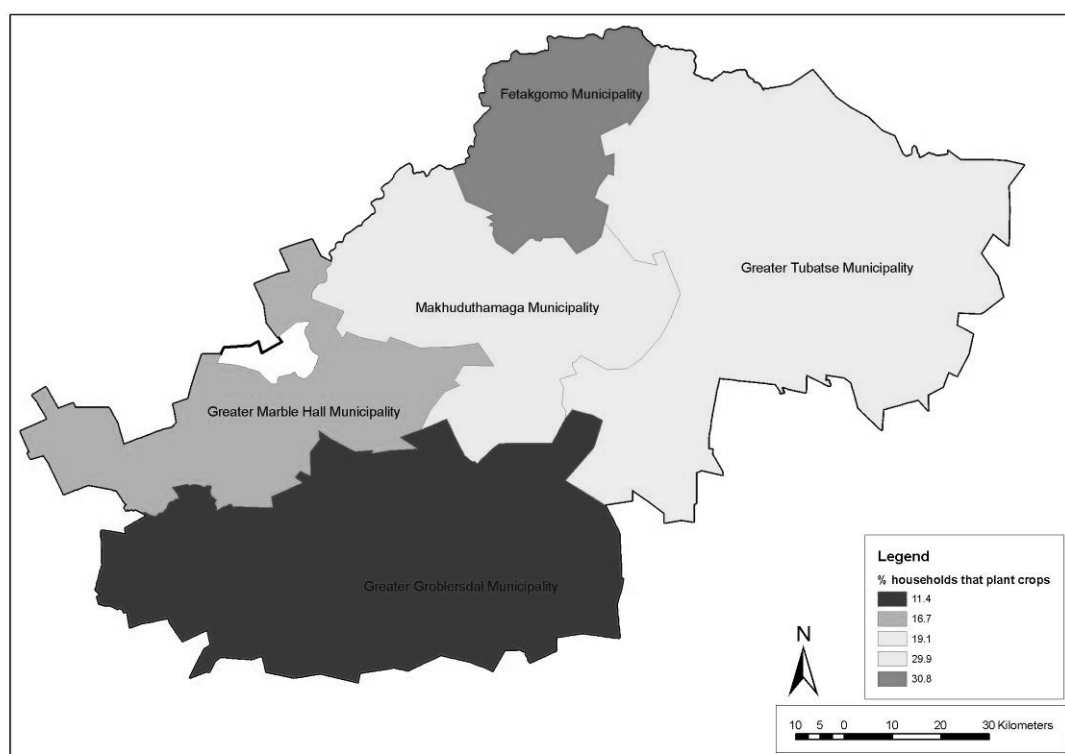 Fetakgomo Municipality
Greater Tubatse Municipality
Makhuduthamaga Municipality
Greater Marble Hall Municipality
Greater Groblersdal Municipality
Legend
% households that plant crops
11.4
16.7
19.1
29.9
30.8
N
10 5 0 10 20 30 Kilometers